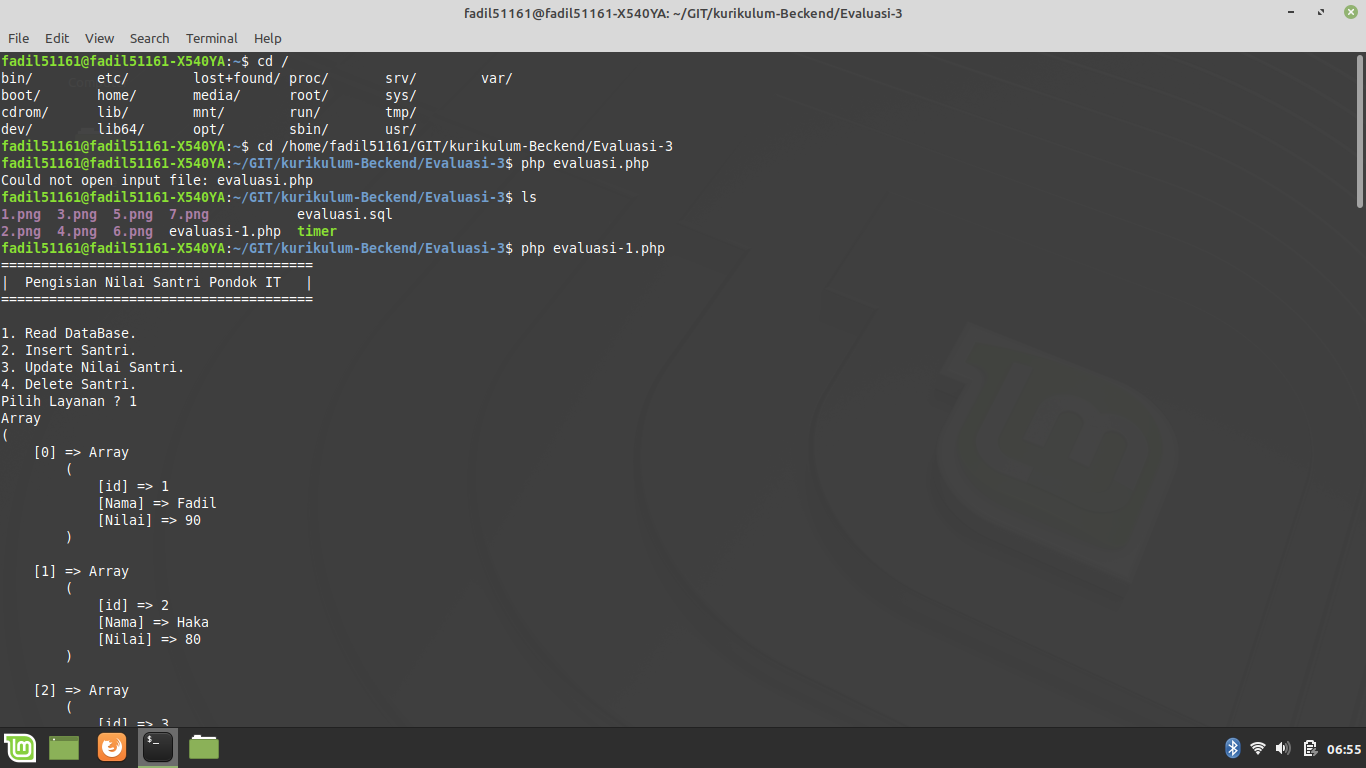 fadil51161@fadil51161-X540YA: ~/GIT/kurikulum-Beckend/Evaluasi-3
File Edit View Search Terminal Help
fadil51161@fadil51161-X540YA:~$ cd /
bin/ etc/ lost+found/ proc/ srv/ var/
boot/ home/ media/ root/ sys/
cdrom/ lib/ mnt/ run/ tmp/
dev/ lib64/ opt/ sbin/ usr/
fadil51161@fadil51161-X540YA:~$ cd /home/fadil51161/GIT/kurikulum-Beckend/Evaluasi-3
fadil51161@fadil51161-X540YA:~/GIT/kurikulum-Beckend/Evaluasi-3$ php evaluasi.php
Could not open input file: evaluasi.php
fadil51161@fadil51161-X540YA:~/GIT/kurikulum-Beckend/Evaluasi-3$ ls
1.png 3.png 5.png 7.png evaluasi.sql
2.png 4.png 6.png evaluasi-1.php timer
fadil51161@fadil51161-X540YA:~/GIT/kurikulum-Beckend/Evaluasi-3$ php evaluasi-1.php
=======================================
|  Pengisian Nilai Santri Pondok IT   |
=======================================
1. Read DataBase.
2. Insert Santri.
3. Update Nilai Santri.
4. Delete Santri.
Pilih Layanan ? 1
Array
(
[0] => Array
(
[id] => 1
[Nama] => Fadil
[Nilai] => 90
)
[1] => Array
(
[id] => 2
[Nama] => Haka
[Nilai] => 80
)
[2] => Array
(
[id] => 3
06:55